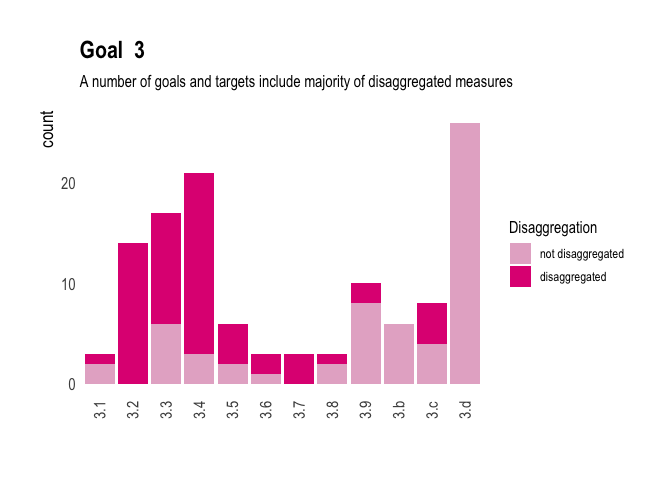 Goal  3
A number of goals and targets include majority of disaggregated measures
count
20
10
0
3.1 3.2 3.3 3.4 3.5 3.6 3.7 3.8 3.9 3.b 3.c 3.d
Disaggregation
not disaggregated
disaggregated